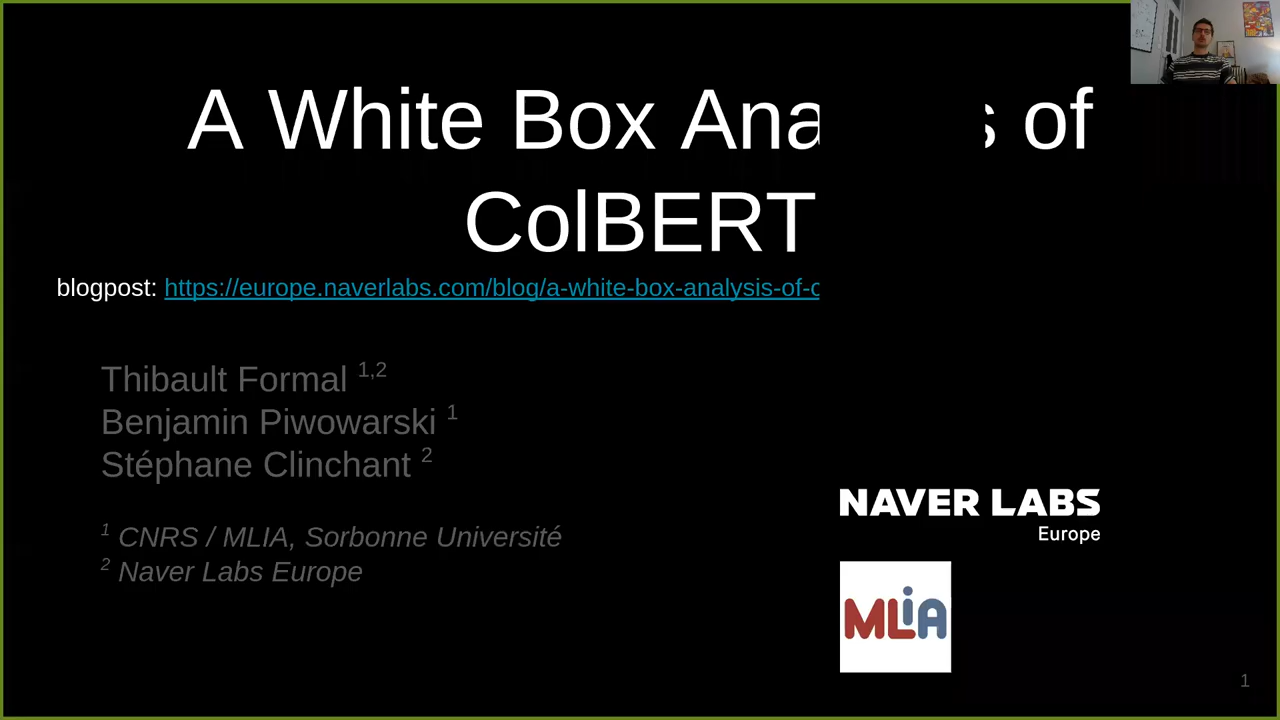 A White Box Ana s of
ColBERT
blogpost: https://europe.naverlabs.com/blog/a-white-box-analysis-of-c
Thibault Formal 1,2
Benjamin Piwowarski 1
Stéphane Clinchant 2
1 CNRS / MLIA, Sorbonne Université
2 Naver Labs Europe
NAVER LABS
Europe
MLiA
1